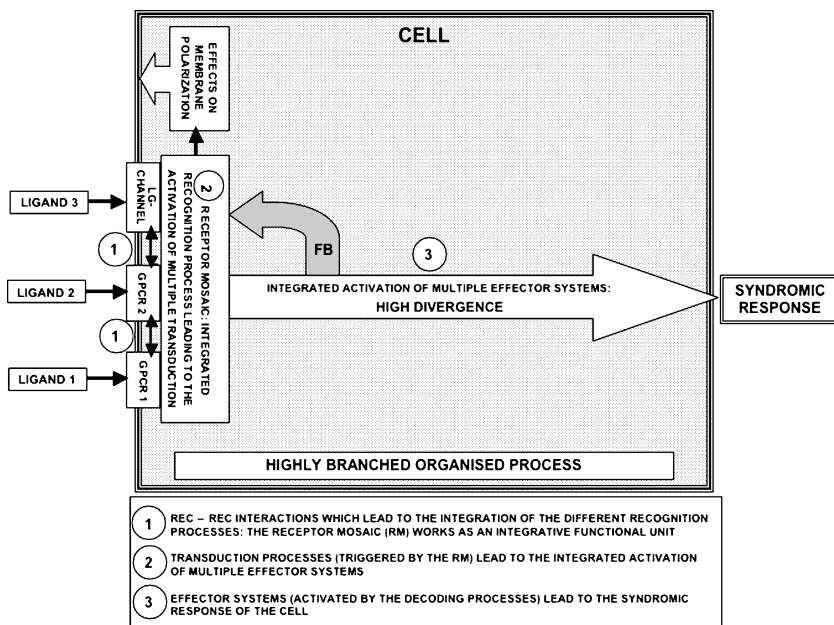 CELL
EFFECTS ON
MEMBRANE
POLARIZATION
LIGAND 3
LG-
CHANNEL
1
LIGAND 2
GPCR 2
1
LIGAND 1
GPCR 1
2
RECEPTOR MOSAIC: INTEGRATED
RECOGNITION PROCESS LEADING TO THE
ACTIVATION OF MULTIPLE TRANSDUCTION
FB
3
INTEGRATED ACTIVATION OF MULTIPLE EFFECTOR SYSTEMS:
HIGH DIVERGENCE
SYNDROMIC
RESPONSE
HIGHLY BRANCHED ORGANISED PROCESS
1 REC – REC INTERACTIONS WHICH LEAD TO THE INTEGRATION OF THE DIFFERENT RECOGNITION
PROCESSES: THE RECEPTOR MOSAIC (RM) WORKS AS AN INTEGRATIVE FUNCTIONAL UNIT
2 TRANSDUCTION PROCESSES (TRIGGERED BY THE RM) LEAD TO THE INTEGRATED ACTIVATION
OF MULTIPLE EFFECTOR SYSTEMS
3 EFFECTOR SYSTEMS (ACTIVATED BY THE DECODING PROCESSES) LEAD TO THE SYNDROMIC
RESPONSE OF THE CELL